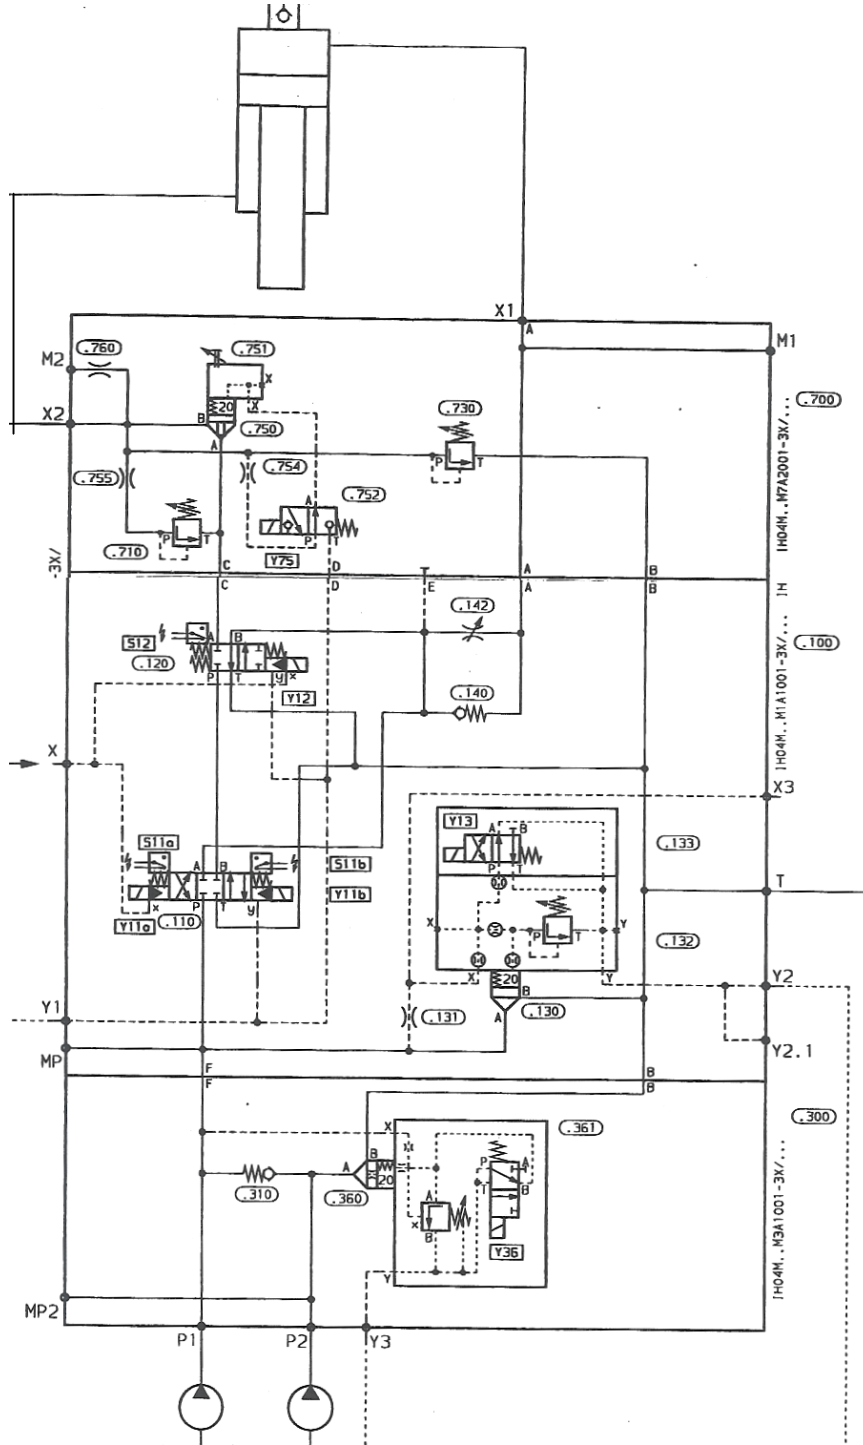 X1
A
M1
M2
.760
.751
X
20
X
X2
B
.750
A
.730
.700
P
T
.755
.754
.752
A
P
T
.710
P
T
Y75
IH04M..M7A2001-3X/...
-3X/
C
D
A
B
C
D
E
A
B
IH
.142
S12
A
B
.120
P
T
y
x
Y12
.140
.100
IH04M..M1A1001-3X/...
X
X3
Y13
A
B
P
T
.133
S11a
A
B
S11b
x
P
T
y
Y11a
.110
Y11b
T
X
P
T
Y
.132
X
Y
20
B
Y2
Y1
.131
A
.130
MP
Y2.1
F
B
F
B
.300
X
.361
B
A
P
A
20
T
B
.310
.360
A
x
B
Y36
Y
IH04M..M3A1001-3X/...
MP2
P1
P2
Y3